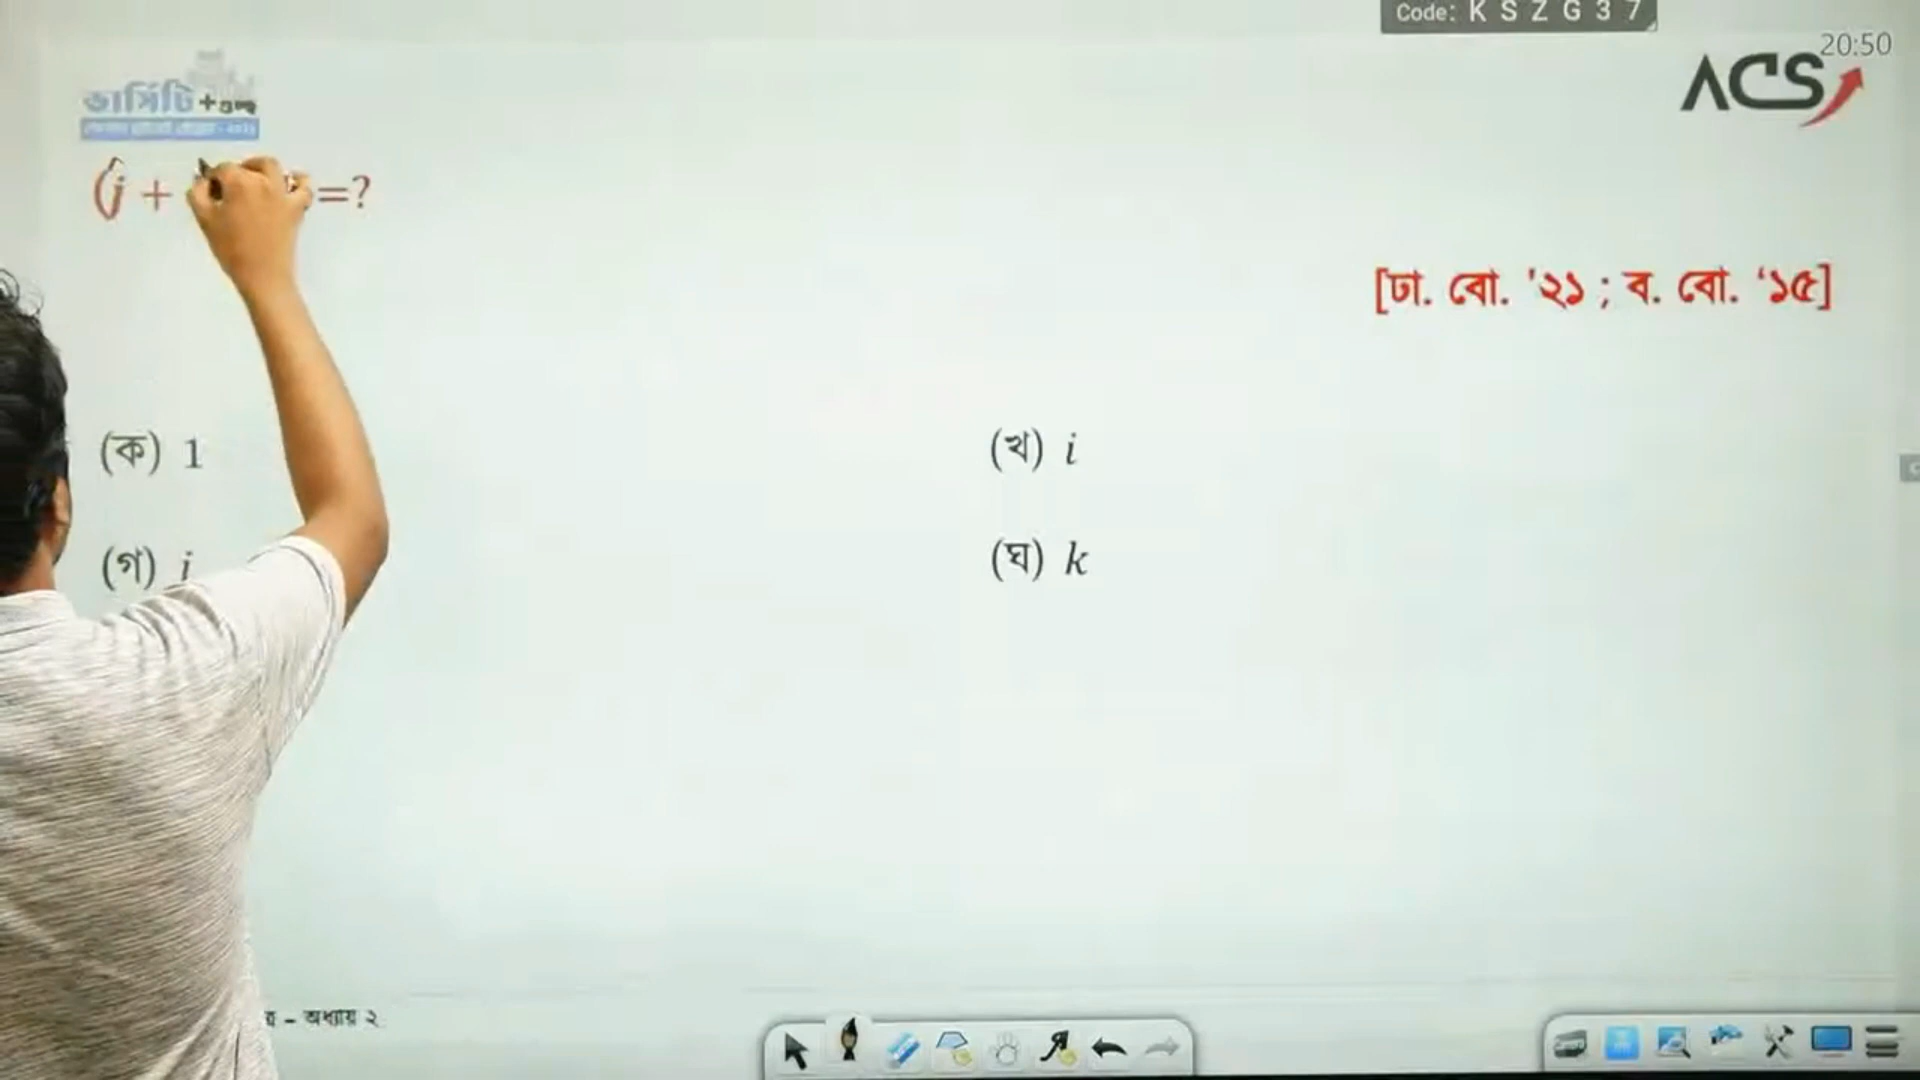 Code: K S Z G 3 7
20:50
ACS
ভার্সিটি +
(j + =?
[ঢা. বো. '২১ ; ব. বো. ‘১৫]
(ক) 1
(খ) i
(গ) j
(ঘ) k
– অধ্যায় ২